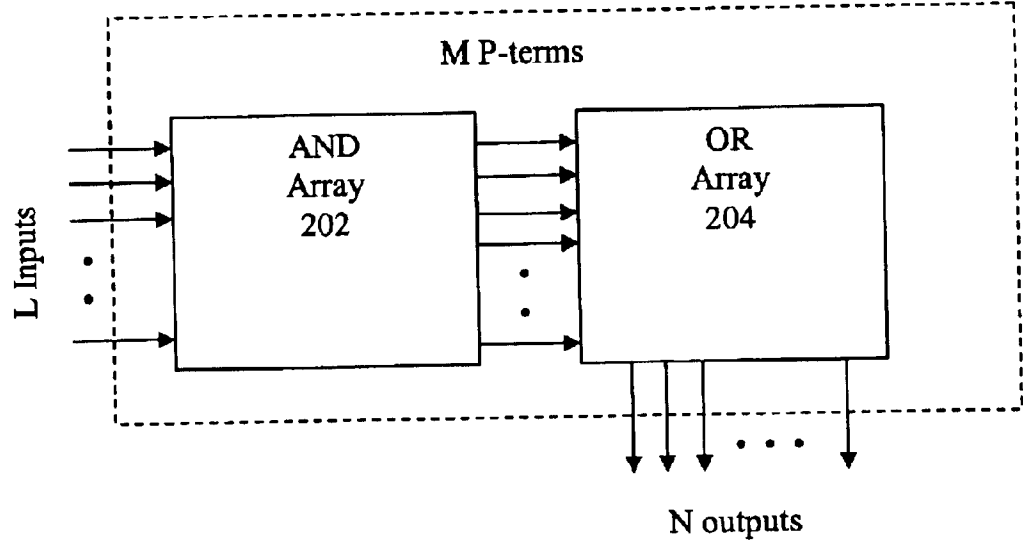 M P-terms
AND
Array
202
OR
Array
204
L Inputs
N outputs